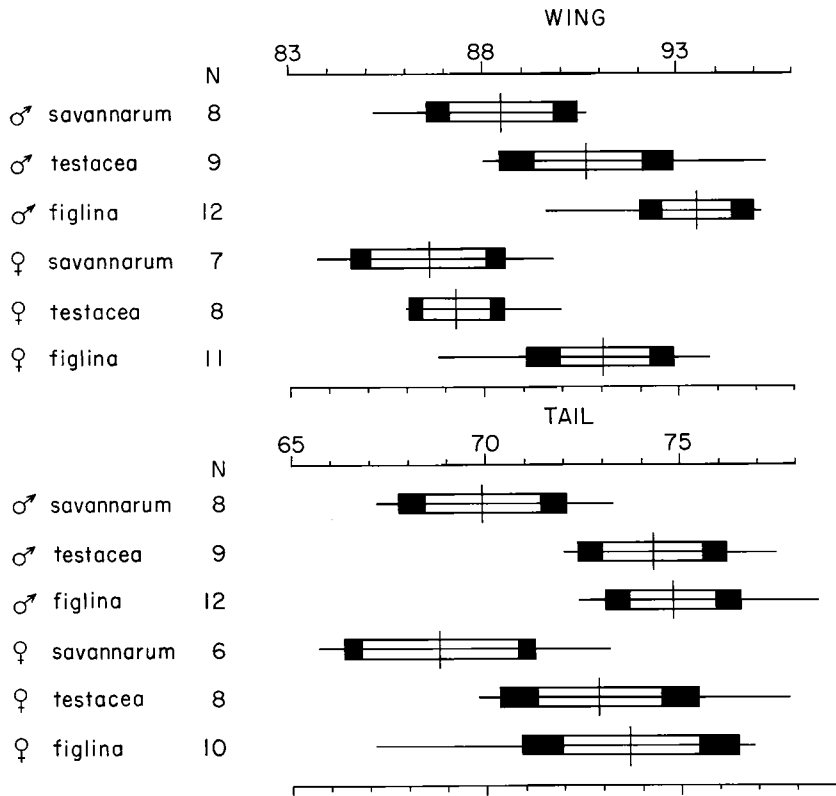 WING
83 88 93
N
♂ savannarum 8
♂ testacea 9
♂ figlina 12
♀ savannarum 7
♀ testacea 8
♀ figlina 11
TAIL
65 70 75
N
♂ savannarum 8
♂ testacea 9
♂ figlina 12
♀ savannarum 6
♀ testacea 8
♀ figlina 10